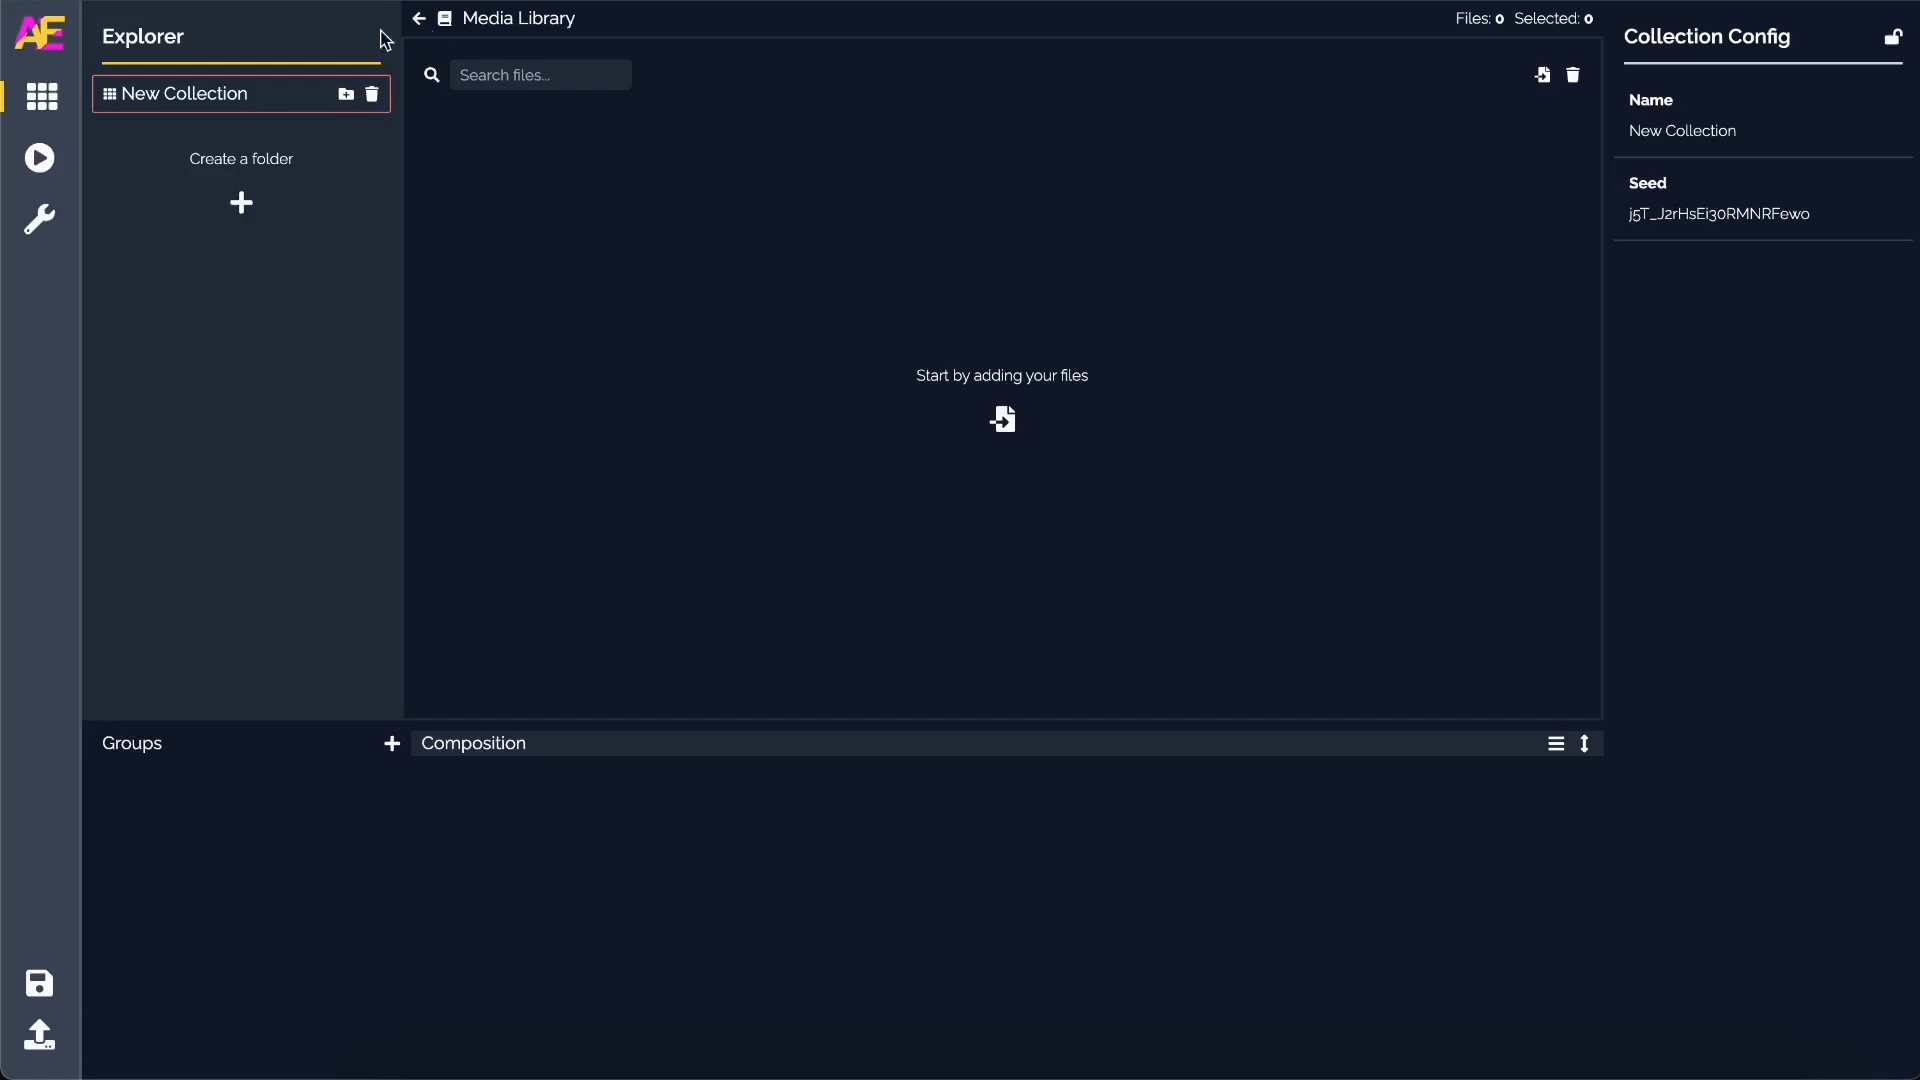 AE
Explorer
New Collection
Create a folder
Media Library
Files: 0 Selected: 0
Search files...
Start by adding your files
Collection Config
Name
New Collection
Seed
j5T_J2rHsEi30RMNRFewo
Groups
Composition